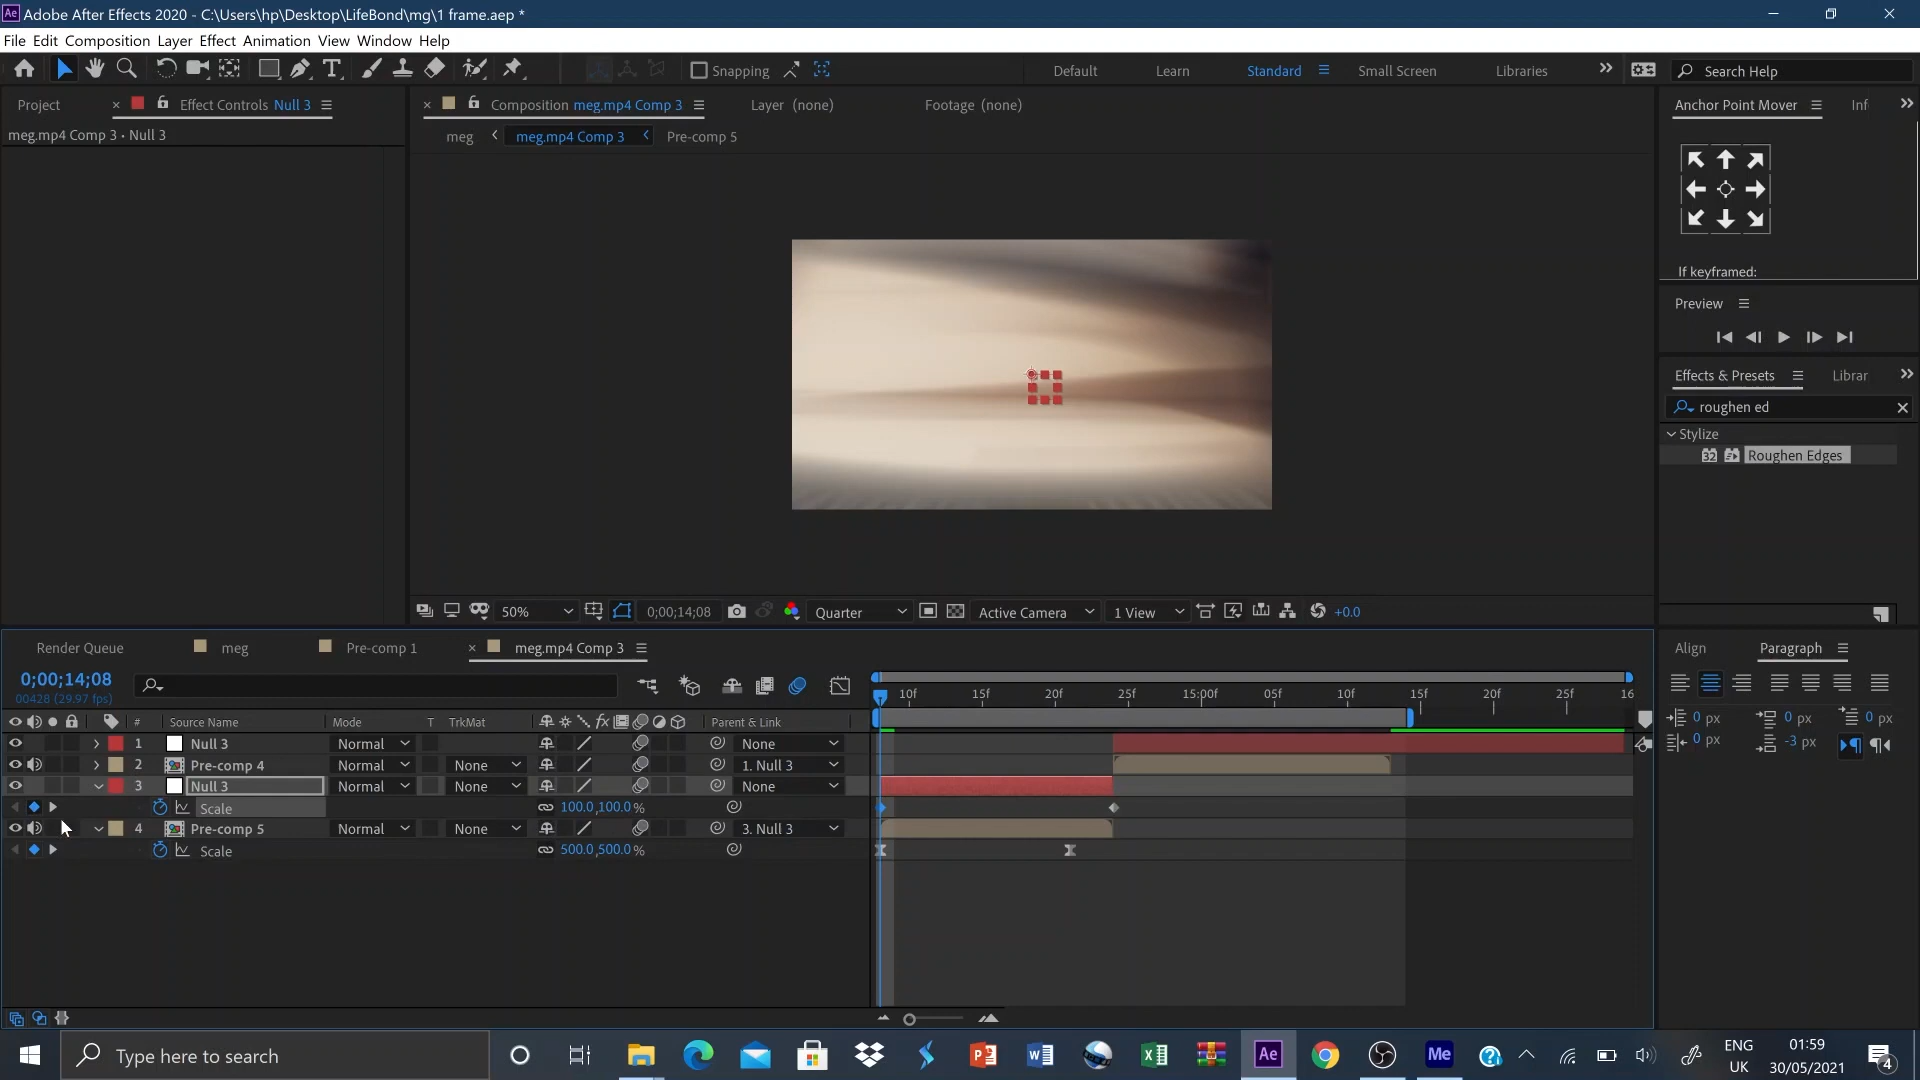 Adobe After Effects 2020 - C:\Users\hp\Desktop\LifeBond\mg\1 frame.aep *
File Edit Composition Layer Effect Animation View Window Help
Snapping
Default Learn Standard Small Screen Libraries
Search Help
Project
Effect Controls Null 3
Composition meg.mp4 Comp 3
Layer (none)
Footage (none)
Anchor Point Mover
Inf
meg.mp4 Comp 3 • Null 3
meg
meg.mp4 Comp 3
Pre-comp 5
If keyframed:
Preview
Effects & Presets
Librar
roughen ed
Stylize
32 Roughen Edges
50%
0;00;14;08
Quarter
Active Camera
1 View
+0.0
Render Queue
meg
Pre-comp 1
meg.mp4 Comp 3
Align
Paragraph
0;00;14;08
00428 (29.97 fps)
10f 15f 20f 25f 15:00f 05f 10f 15f 20f 25f 16
# Source Name Mode T TrkMat fx Parent & Link
0 px 0 px 0 px
0 px -3 px
1 Null 3 Normal None
2 Pre-comp 4 Normal None 1. Null 3
3 Null 3 Normal None
Scale 100.0,100.0 %
4 Pre-comp 5 Normal None 3. Null 3
Scale 500.0,500.0 %
Type here to search
Ae
Me
ENG
UK
01:59
30/05/2021
4